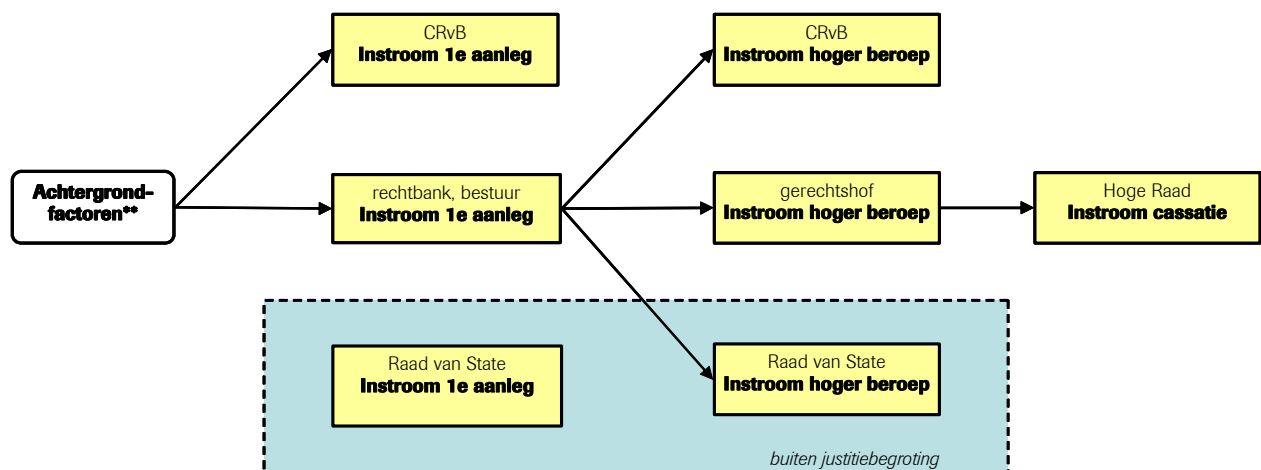 CRvB
Instroom 1e aanleg
CRvB
Instroom hoger beroep
Achtergrond-
factoren**
rechtbank, bestuur
Instroom 1e aanleg
gerechtshof
Instroom hoger beroep
Hoge Raad
Instroom cassatie
Raad van State
Instroom 1e aanleg
Raad van State
Instroom hoger beroep
buiten justitiebegroting